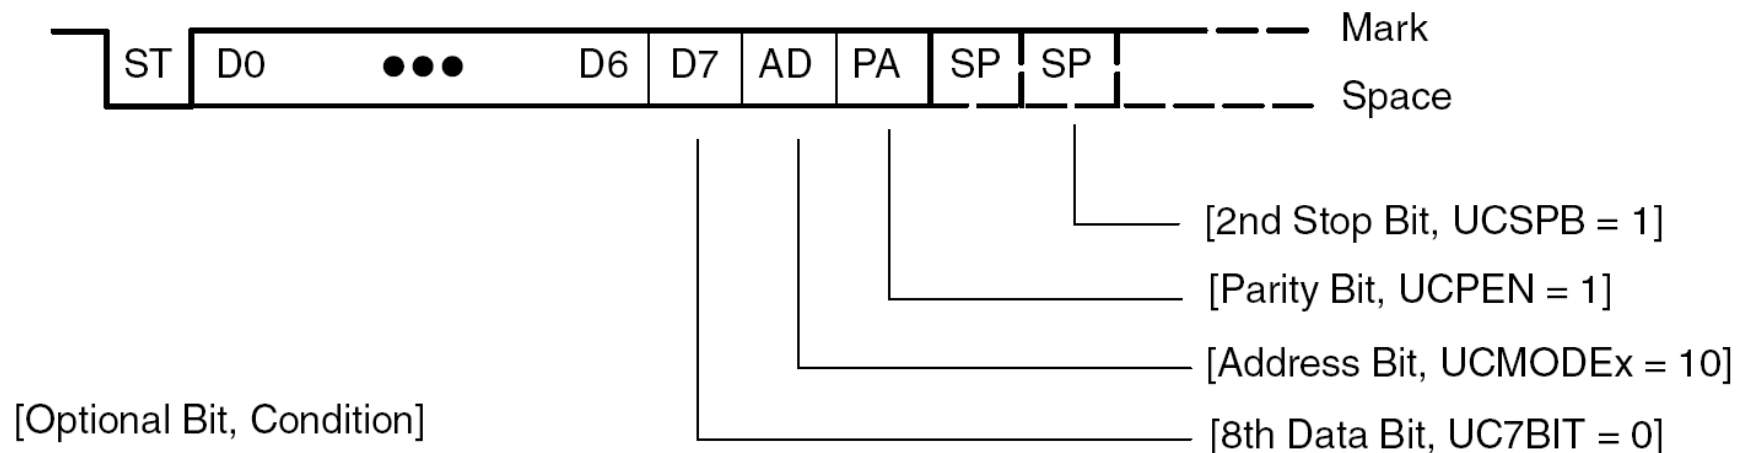 Mark
ST D0 ●●● D6 D7 AD PA SP SP
Space
[2nd Stop Bit, UCSPB = 1]
[Parity Bit, UCPEN = 1]
[Address Bit, UCMODEx = 10]
[Optional Bit, Condition]
[8th Data Bit, UC7BIT = 0]